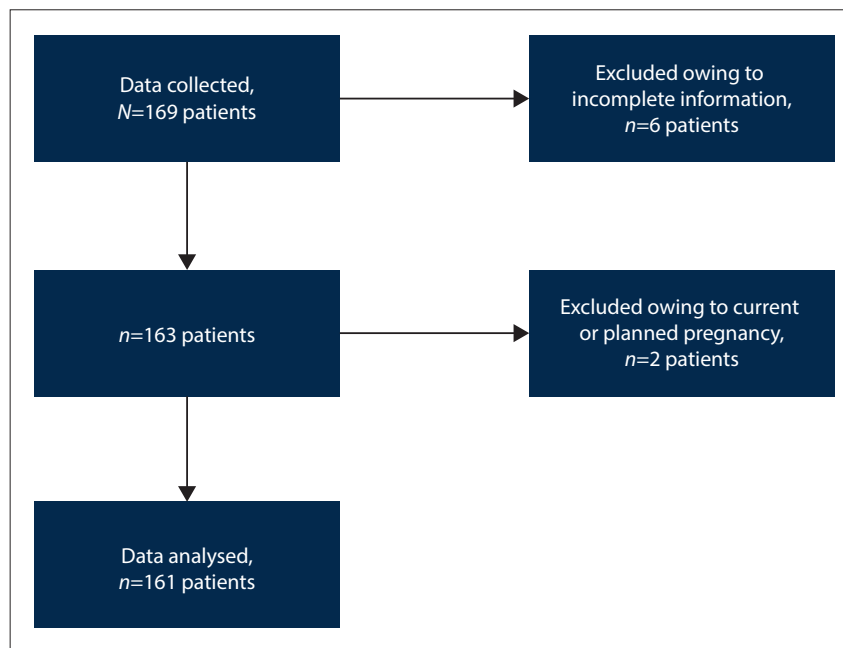 Data collected,
N=169 patients
Excluded owing to
incomplete information,
n=6 patients
n=163 patients
Excluded owing to current
or planned pregnancy,
n=2 patients
Data analysed,
n=161 patients